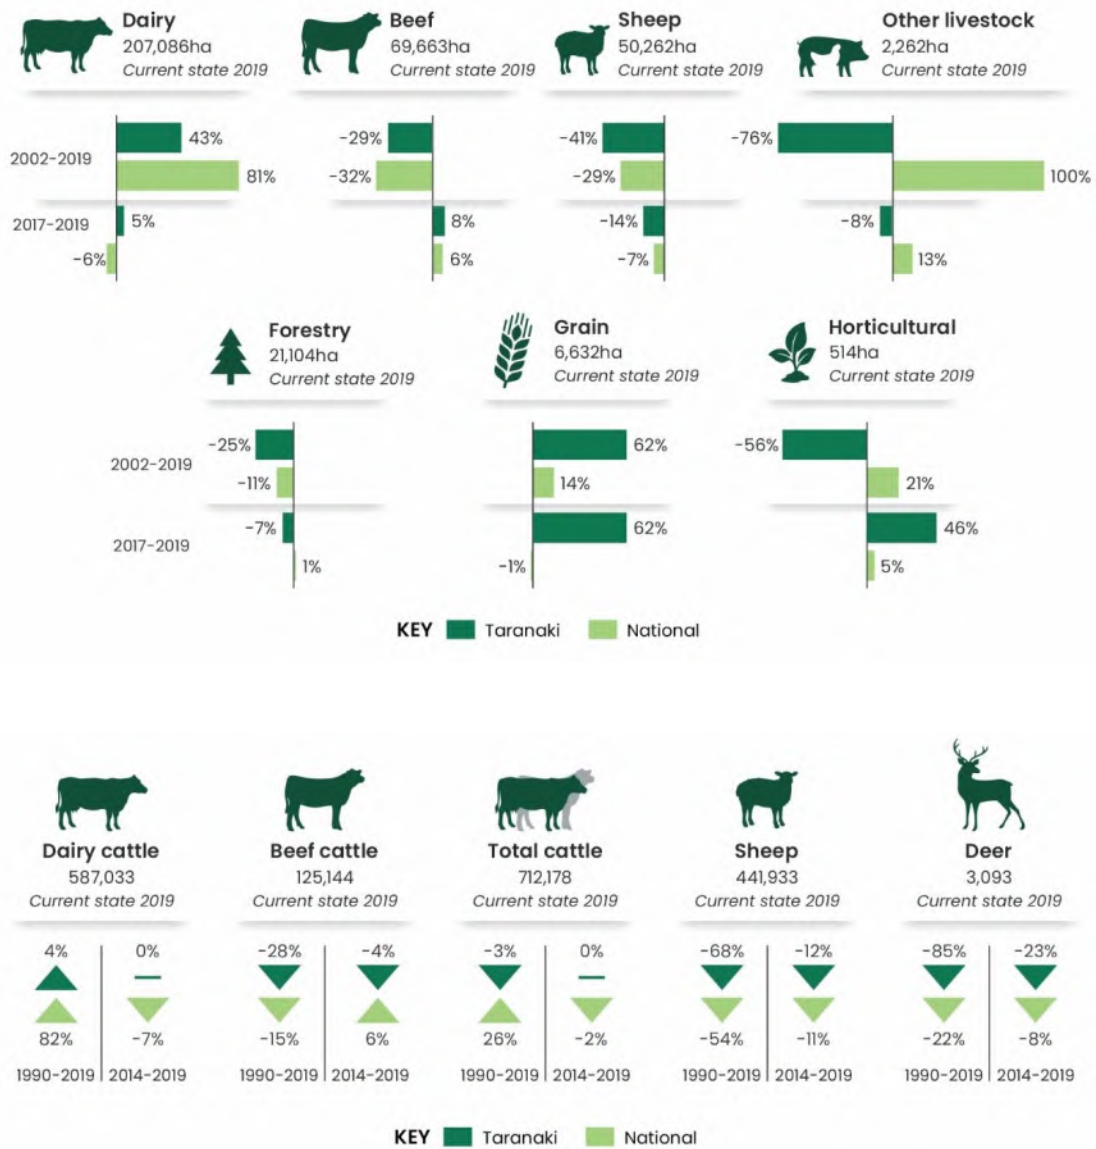 Dairy
207,086ha
Current state 2019
Beef
69,663ha
Current state 2019
Sheep
50,262ha
Current state 2019
Other livestock
2,262ha
Current state 2019
2002-2019
43%
81%
-29%
-32%
-41%
-29%
-76%
100%
2017-2019
5%
-6%
8%
6%
-14%
-7%
-8%
13%
Forestry
21,104ha
Current state 2019
Grain
6,632ha
Current state 2019
Horticultural
514ha
Current state 2019
2002-2019
-25%
-11%
62%
14%
-56%
21%
2017-2019
-7%
1%
62%
-1%
46%
5%
KEY Taranaki National
Dairy cattle
587,033
Current state 2019
4% 0%
82% -7%
1990-2019 2014-2019
Beef cattle
125,144
Current state 2019
-28% -4%
-15% 6%
1990-2019 2014-2019
Total cattle
712,178
Current state 2019
-3% 0%
26% -2%
1990-2019 2014-2019
Sheep
441,933
Current state 2019
-68% -12%
-54% -11%
1990-2019 2014-2019
Deer
3,093
Current state 2019
-85% -23%
-22% -8%
1990-2019 2014-2019
KEY Taranaki National